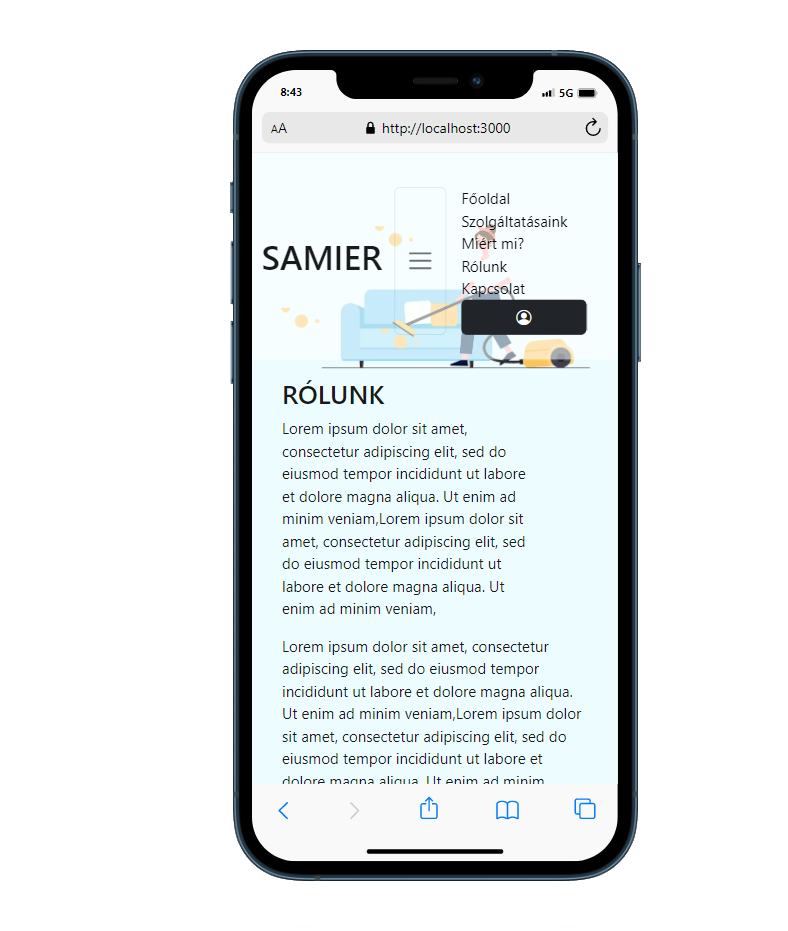 8:43
5G
AA
http://localhost:3000
Főoldal
Szolgáltatásaink
Miért mi?
Rólunk
Kapcsolat
SAMIER
RÓLUNK
Lorem ipsum dolor sit amet,
consectetur adipiscing elit, sed do
eiusmod tempor incididunt ut labore
et dolore magna aliqua. Ut enim ad
minim veniam,Lorem ipsum dolor sit
amet, consectetur adipiscing elit, sed
do eiusmod tempor incididunt ut
labore et dolore magna aliqua. Ut
enim ad minim veniam,
Lorem ipsum dolor sit amet, consectetur
adipiscing elit, sed do eiusmod tempor
incididunt ut labore et dolore magna aliqua.
Ut enim ad minim veniam,Lorem ipsum dolor
sit amet, consectetur adipiscing elit, sed do
eiusmod tempor incididunt ut labore et
dolore magna aliqua. Ut enim ad minim